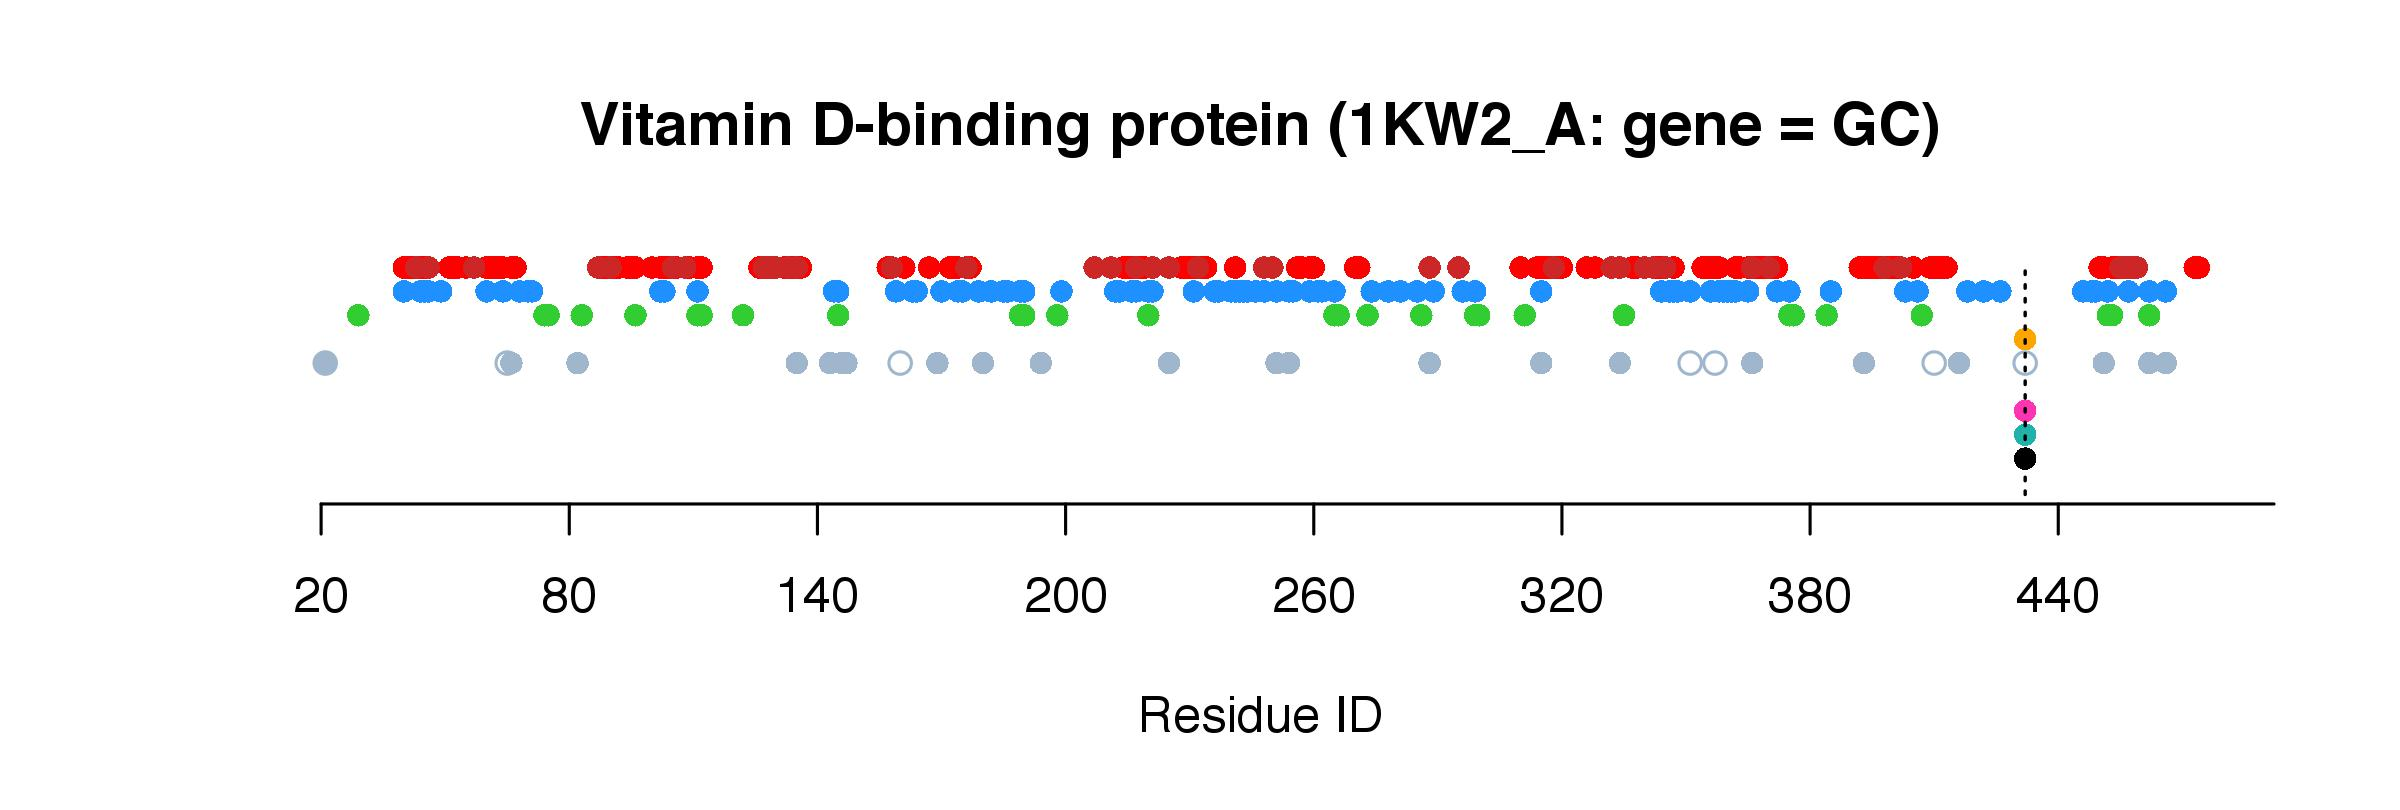 Vitamin D-binding protein (1KW2_A: gene = GC)
20 80 140 200 260 320 380 440
Residue ID